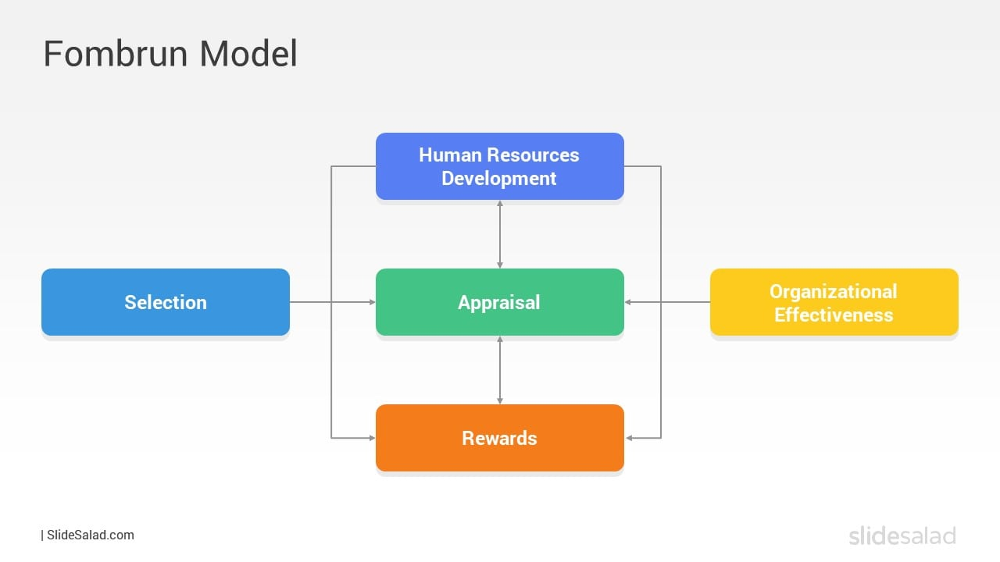 Fombrun Model
Human Resources
Development
Selection
Appraisal
Organizational
Effectiveness
Rewards
| SlideSalad.com
slidesalad